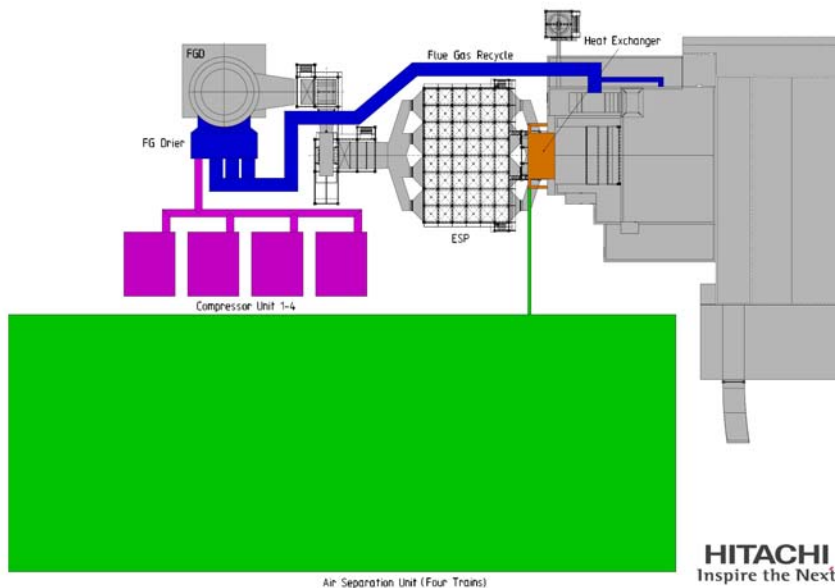 FGD
Flue Gas Recycle
Heat Exchanger
FG Drier
ESP
Compressor Unit 1-4
Air Separation Unit (Four Trains)
HITACHI
Inspire the Next